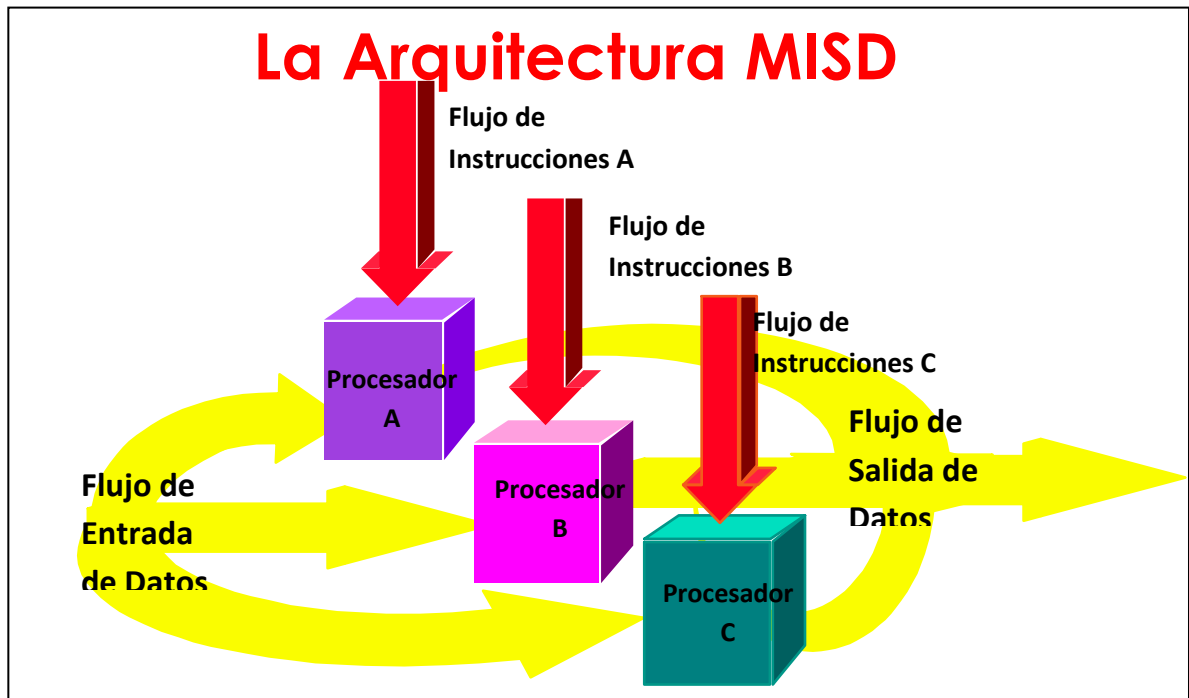 La Arquitectura MISD
Flujo de
Instrucciones A
Flujo de
Instrucciones B
Flujo de
Instrucciones C
Procesador
A
Procesador
B
Procesador
C
Flujo de
Entrada
de Datos
Flujo de
Salida de
Datos